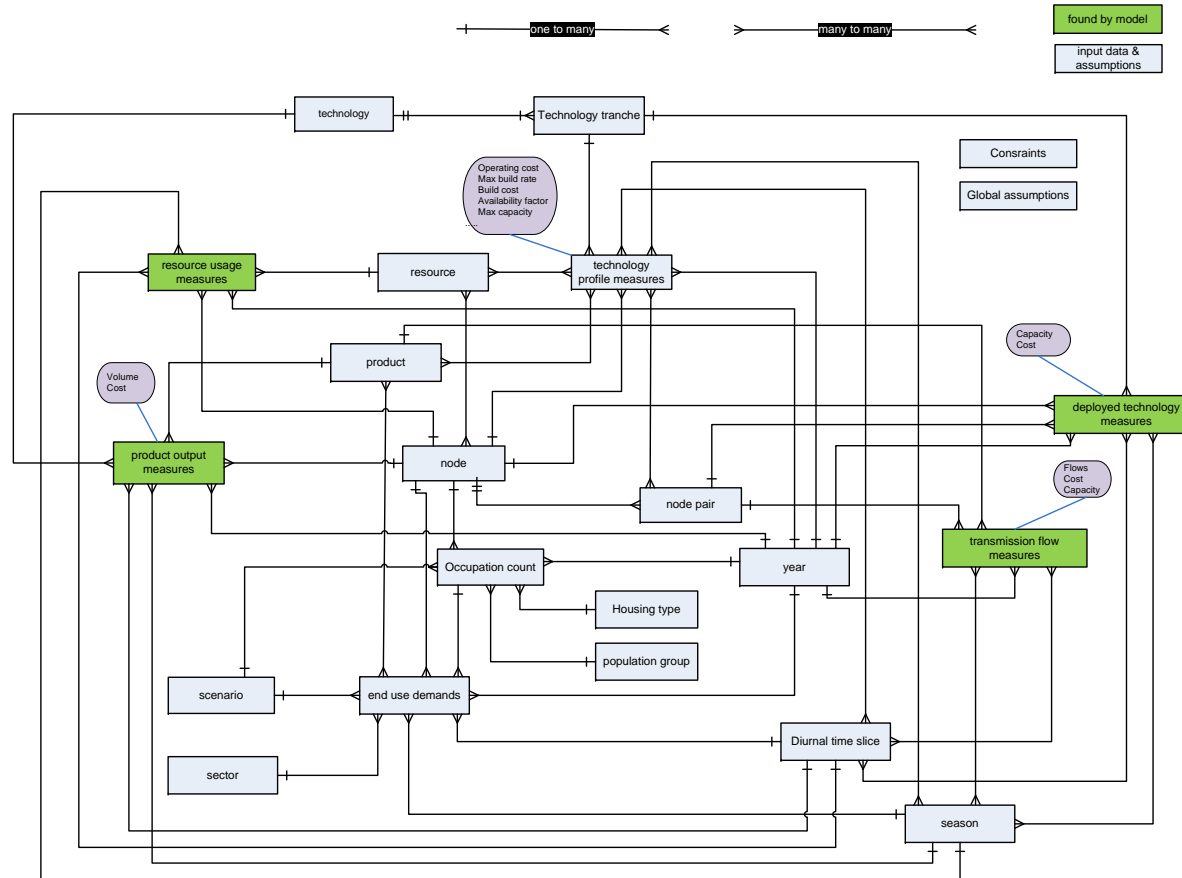 one to many
many to many
found by model
input data &
assumptions
technology
Technology tranche
Consraints
Global assumptions
Operating cost
Max build rate
Build cost
Availability factor
Max capacity
.....
resource usage
measures
resource
technology
profile measures
product
Volume
Cost
Capacity
Cost
deployed technology
measures
product output
measures
node
node pair
Flows
Cost
Capacity
transmission flow
measures
Occupation count
year
Housing type
population group
scenario
end use demands
Diurnal time slice
sector
season